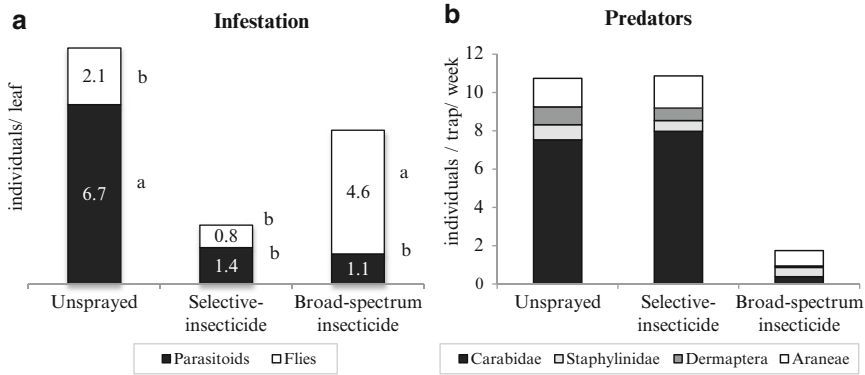 a
Infestation
individuals/ leaf
2.1
b
6.7
a
0.8
b
1.4
b
4.6
a
1.1
b
Unsprayed
Selective-
insecticide
Broad-spectrum
insecticide
Parasitoids
Flies
b
Predators
individuals / trap/ week
12
10
8
6
4
2
0
Unsprayed
Selective-
insecticide
Broad-spectrum
insecticide
Carabidae
Staphylinidae
Dermaptera
Araneae